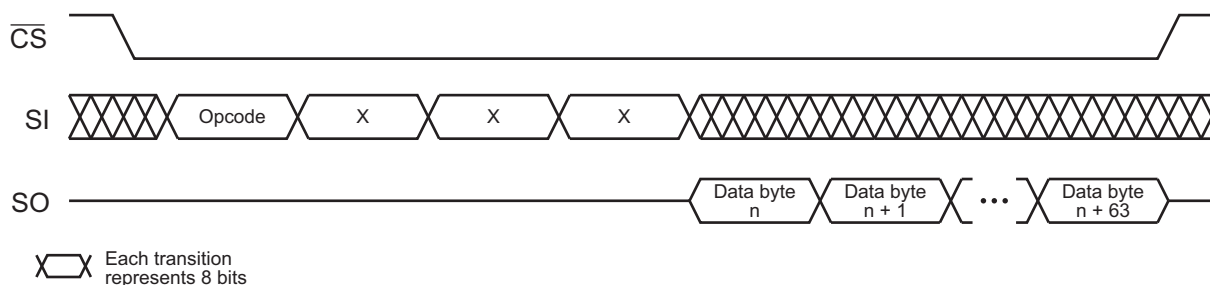 CS
SI
Opcode X X X
SO
Data byte
n
Data byte
n + 1
•••
Data byte
n + 63
Each transition
represents 8 bits